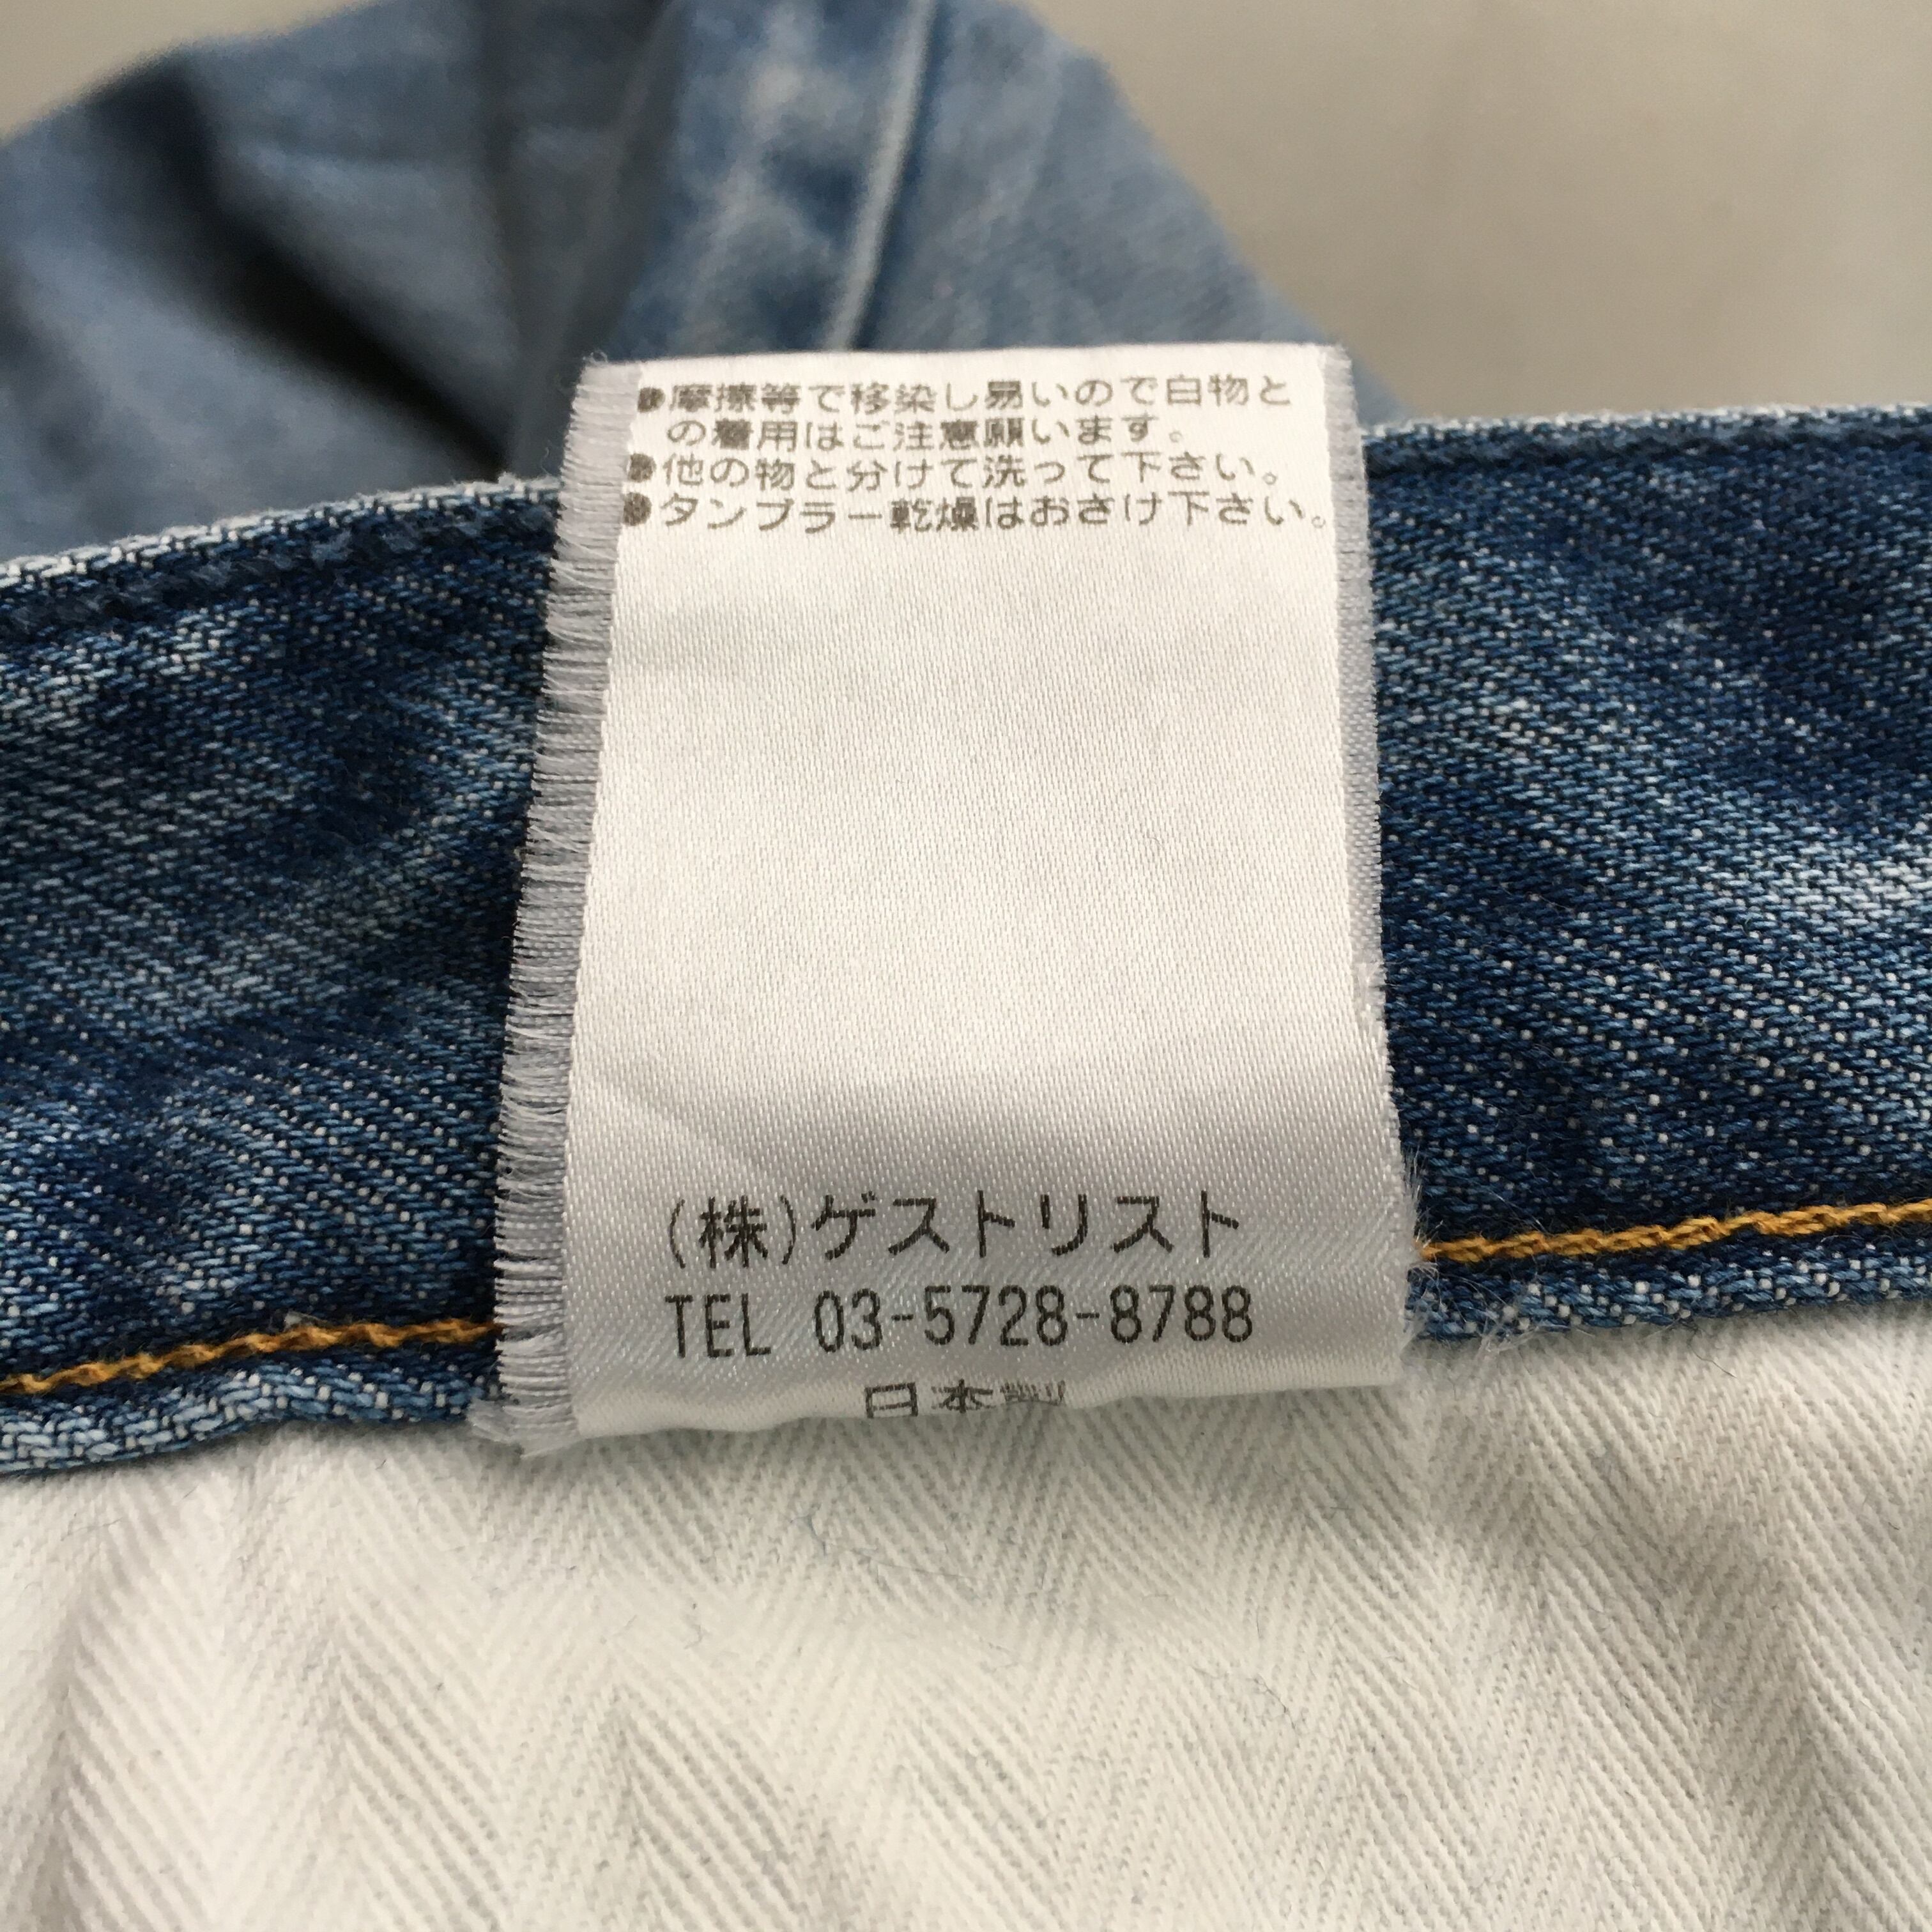 ●摩擦等で移染し易いので白物と
の着用はご注意願います。
●他の物と分けて洗って下さい。
●タンブラー乾燥はおさけ下さい。
(株)ゲストリスト
TEL 03-5728-8788
日本製